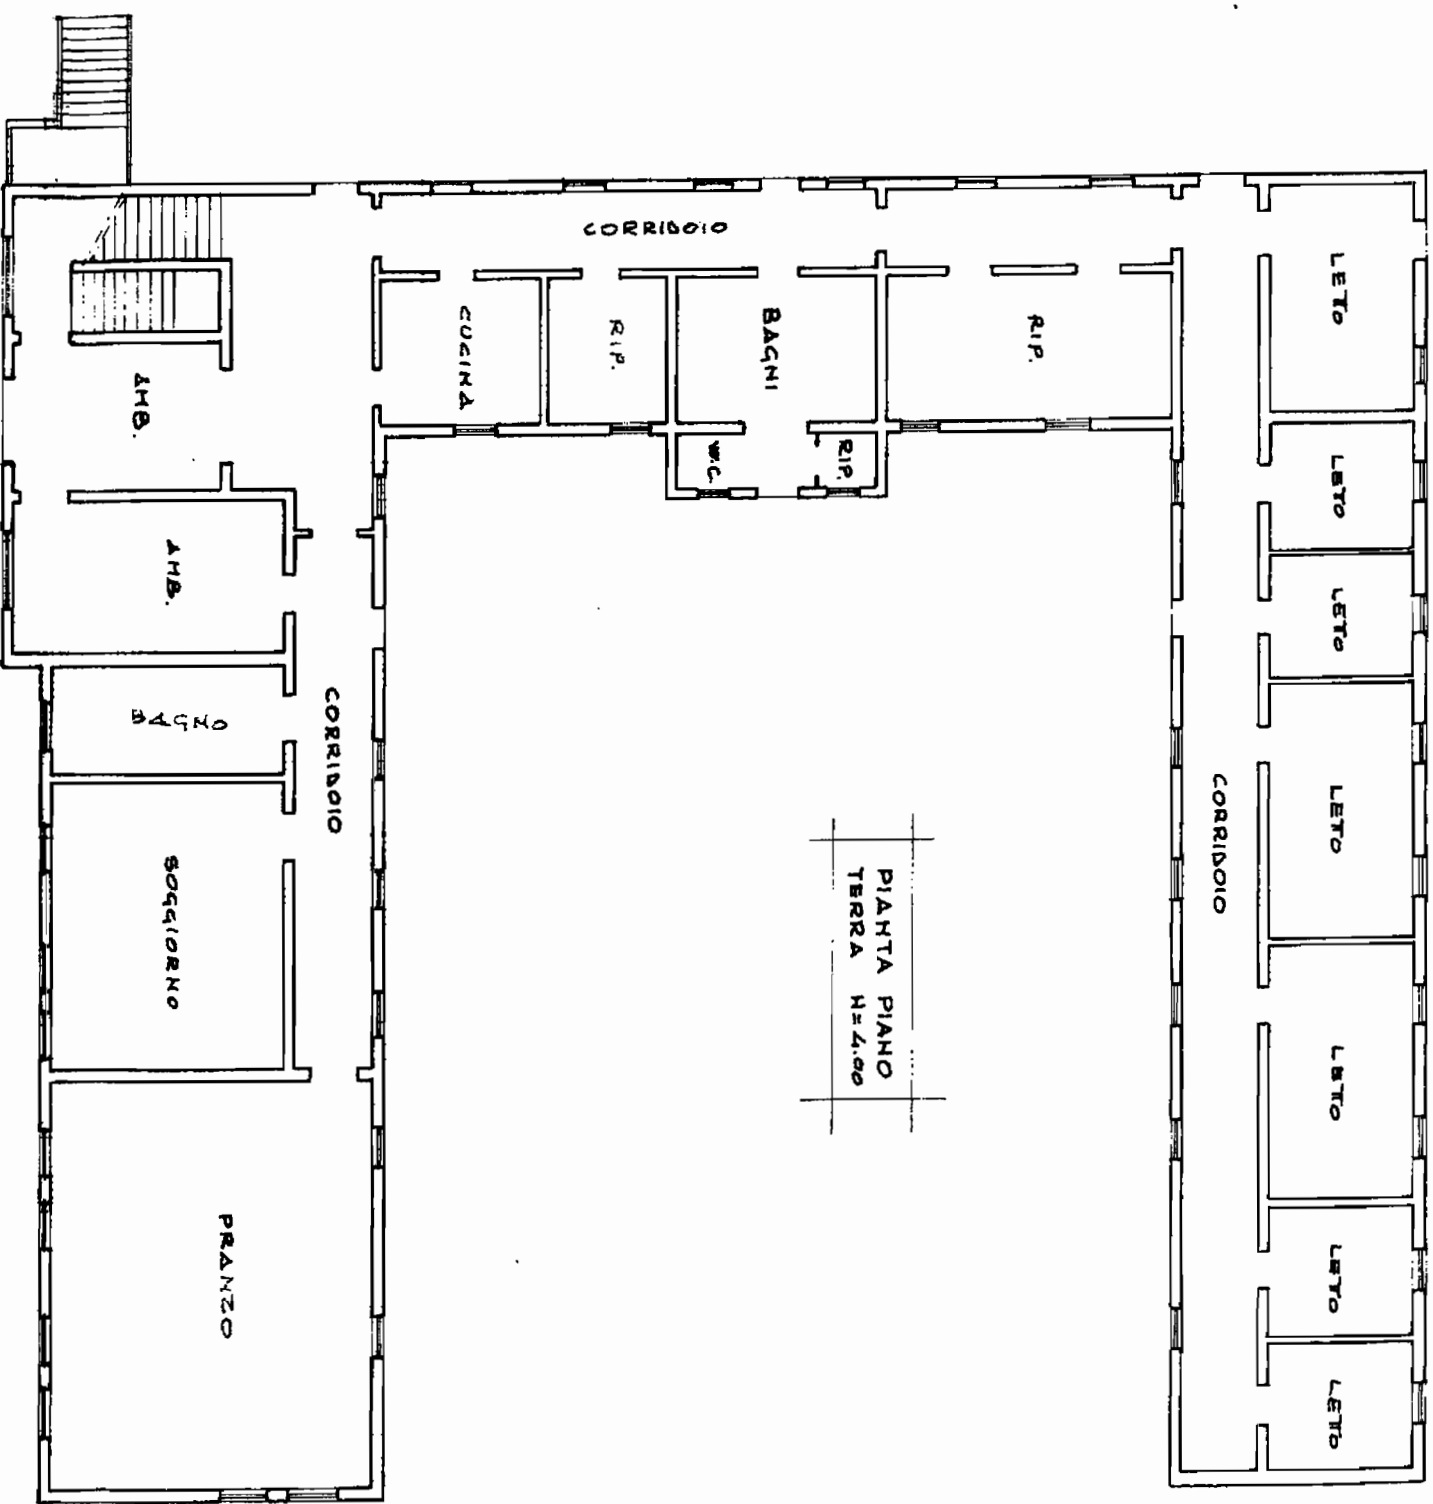 CORRIDOIO
LETTO
CUCINA
RIP.
BAGNI
RIP.
AMB.
W.C.
RIP.
LETTO
AMB.
LETTO
BAGNO
CORRIDOIO
LETTO
CORRIDOIO
SOGGIORNO
PIANTA PIANO
TERRA H=4.00
LETTO
PRANZO
LETTO
LETTO